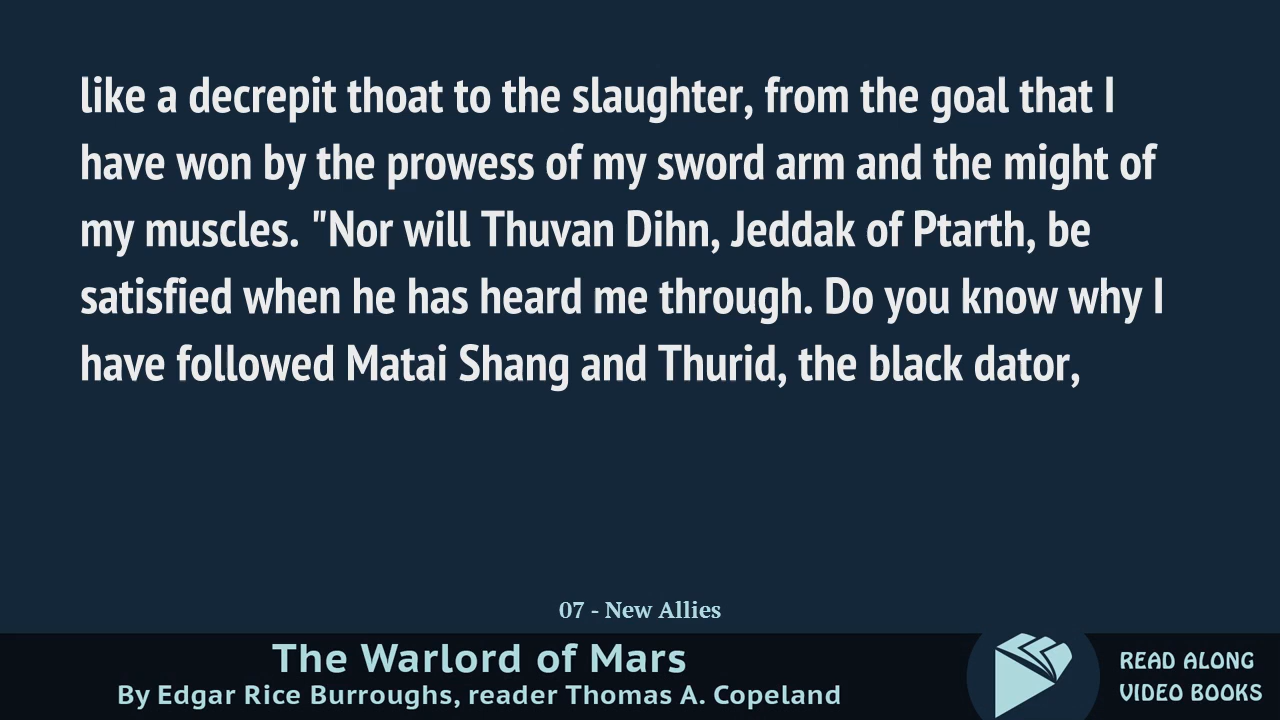 like a decrepit thoat to the slaughter, from the goal that I
have won by the prowess of my sword arm and the might of
my muscles. "Nor will Thuvan Dihn, Jeddak of Ptarth, be
satisfied when he has heard me through. Do you know why I
have followed Matai Shang and Thurid, the black dator,
07 - New Allies
The Warlord of Mars
By Edgar Rice Burroughs, reader Thomas A. Copeland
READ ALONG
VIDEO BOOKS